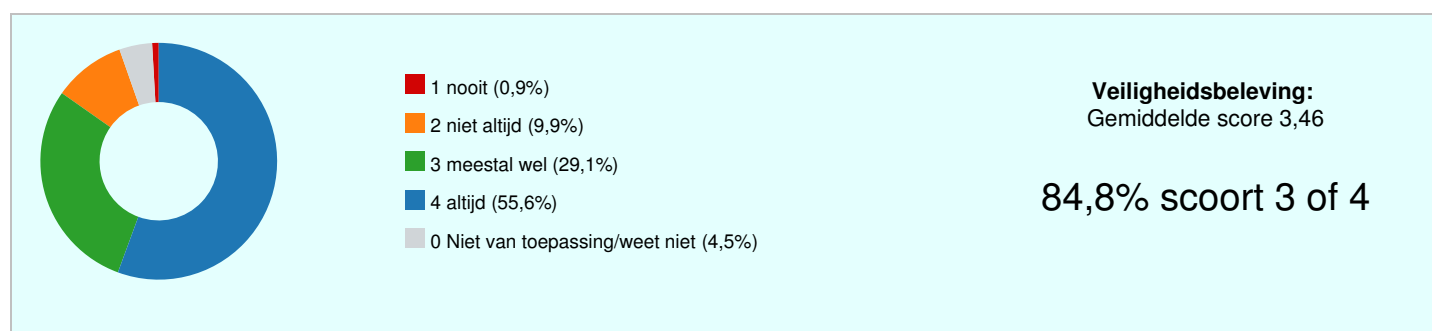 1 nooit (0,9%)
2 niet altijd (9,9%)
3 meestal wel (29,1%)
4 altijd (55,6%)
0 Niet van toepassing/weet niet (4,5%)
Veiligheidsbeleving:
Gemiddelde score 3,46
84,8% scoort 3 of 4